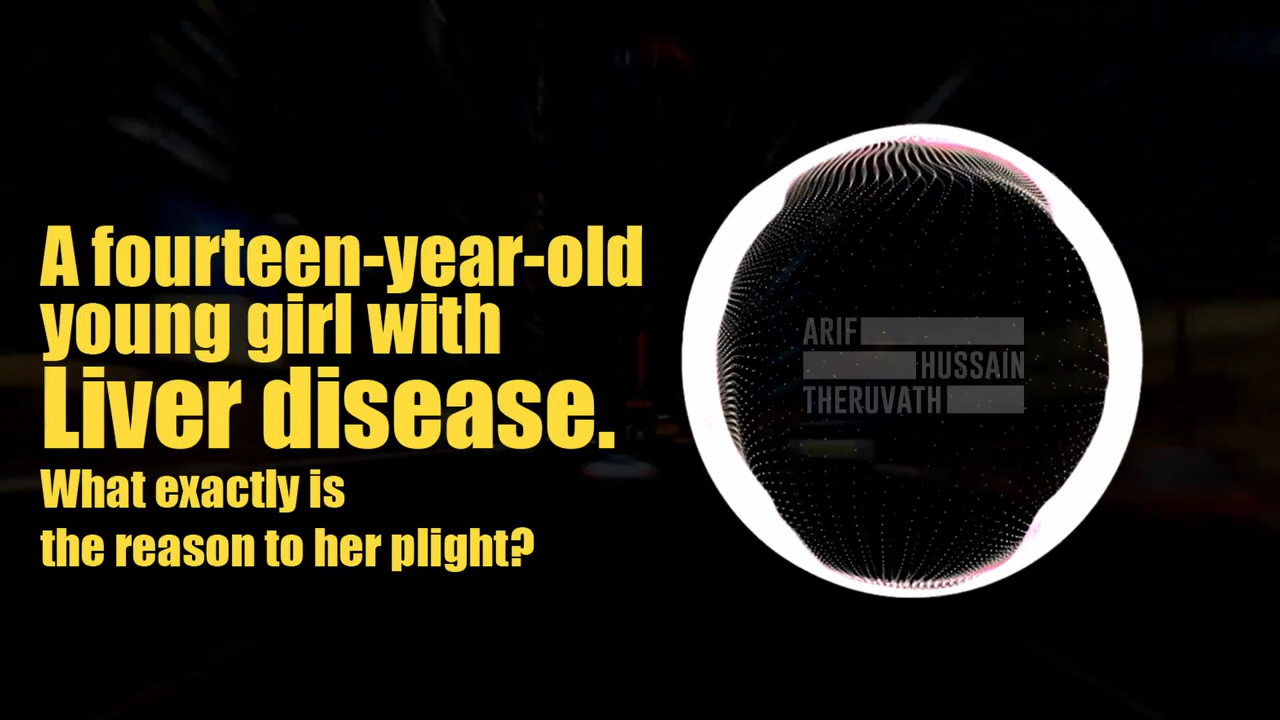 A fourteen-year-old
young girl with
Liver disease.
What exactly is
the reason to her plight?
ARIF
HUSSAIN
THERUVATH